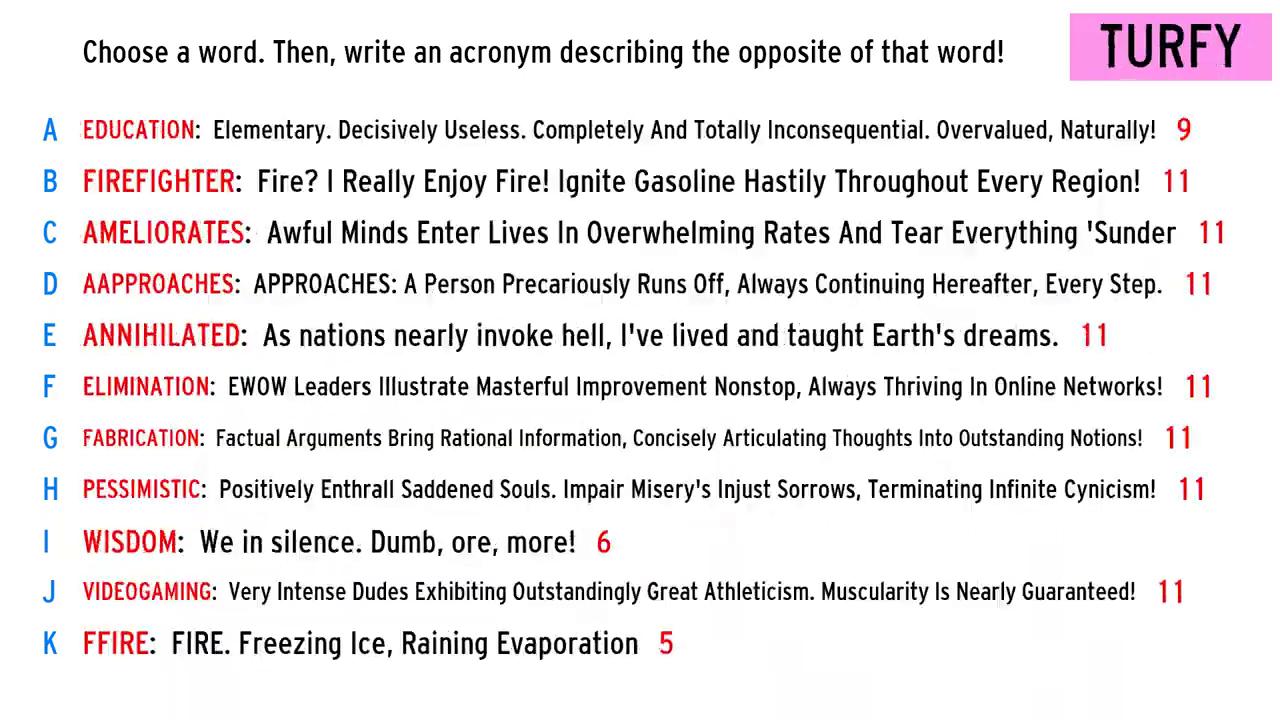 Choose a word. Then, write an acronym describing the opposite of that word!
TURFY
A EDUCATION: Elementary. Decisively Useless. Completely And Totally Inconsequential. Overvalued, Naturally! 9
B FIREFIGHTER: Fire? I Really Enjoy Fire! Ignite Gasoline Hastily Throughout Every Region! 11
C AMELIORATES: Awful Minds Enter Lives In Overwhelming Rates And Tear Everything 'Sunder 11
D AAPPROACHES: APPROACHES: A Person Precariously Runs Off, Always Continuing Hereafter, Every Step. 11
E ANNIHILATED: As nations nearly invoke hell, I've lived and taught Earth's dreams. 11
F ELIMINATION: EWOW Leaders Illustrate Masterful Improvement Nonstop, Always Thriving In Online Networks! 11
G FABRICATION: Factual Arguments Bring Rational Information, Concisely Articulating Thoughts Into Outstanding Notions! 11
H PESSIMISTIC: Positively Enthrall Saddened Souls. Impair Misery's Injust Sorrows, Terminating Infinite Cynicism! 11
I WISDOM: We in silence. Dumb, ore, more! 6
J VIDEOGAMING: Very Intense Dudes Exhibiting Outstandingly Great Athleticism. Muscularity Is Nearly Guaranteed! 11
K FFIRE: FIRE. Freezing Ice, Raining Evaporation 5